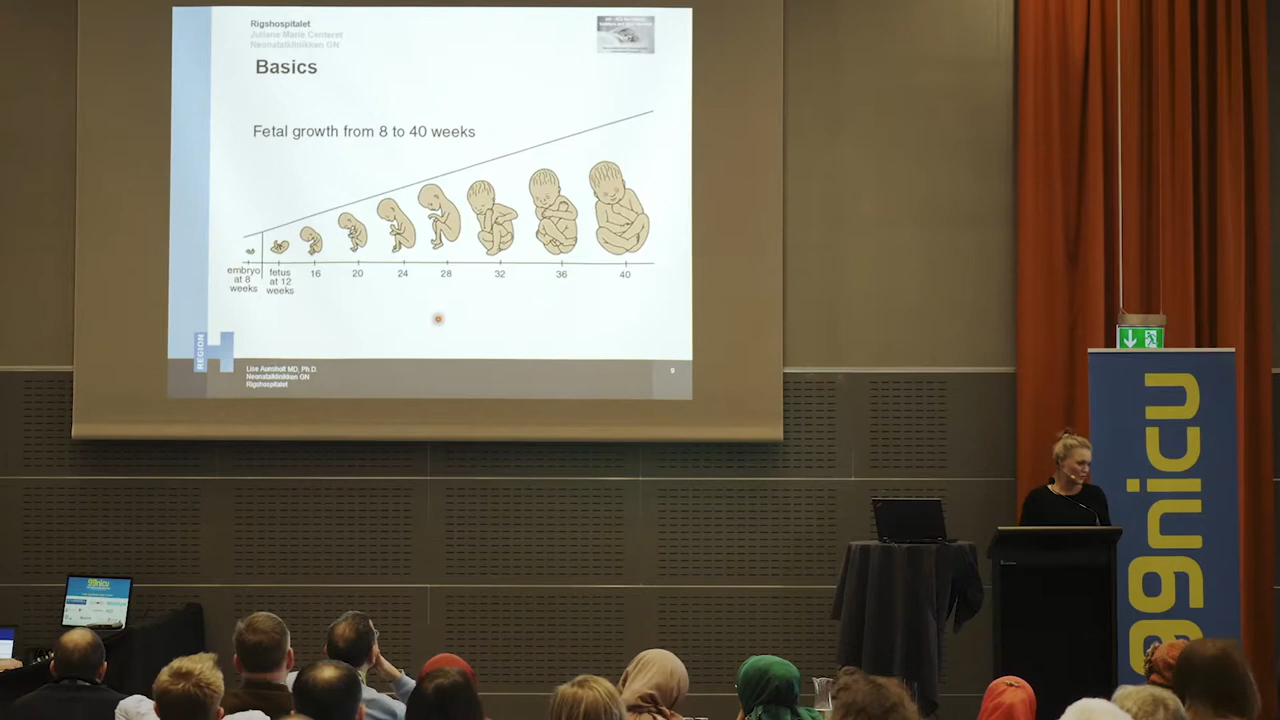 Rigshospitalet
Juliane Marie Centeret
Neonatalklinikken GN
Basics
Fetal growth from 8 to 40 weeks
embryo at 8 weeks
fetus at 12 weeks
16
20
24
28
32
36
40
REGION
H
Lise Aunsholt MD, Ph.D.
Neonatalklinikken GN
Rigshospitalet
9
99nicu
99nicu